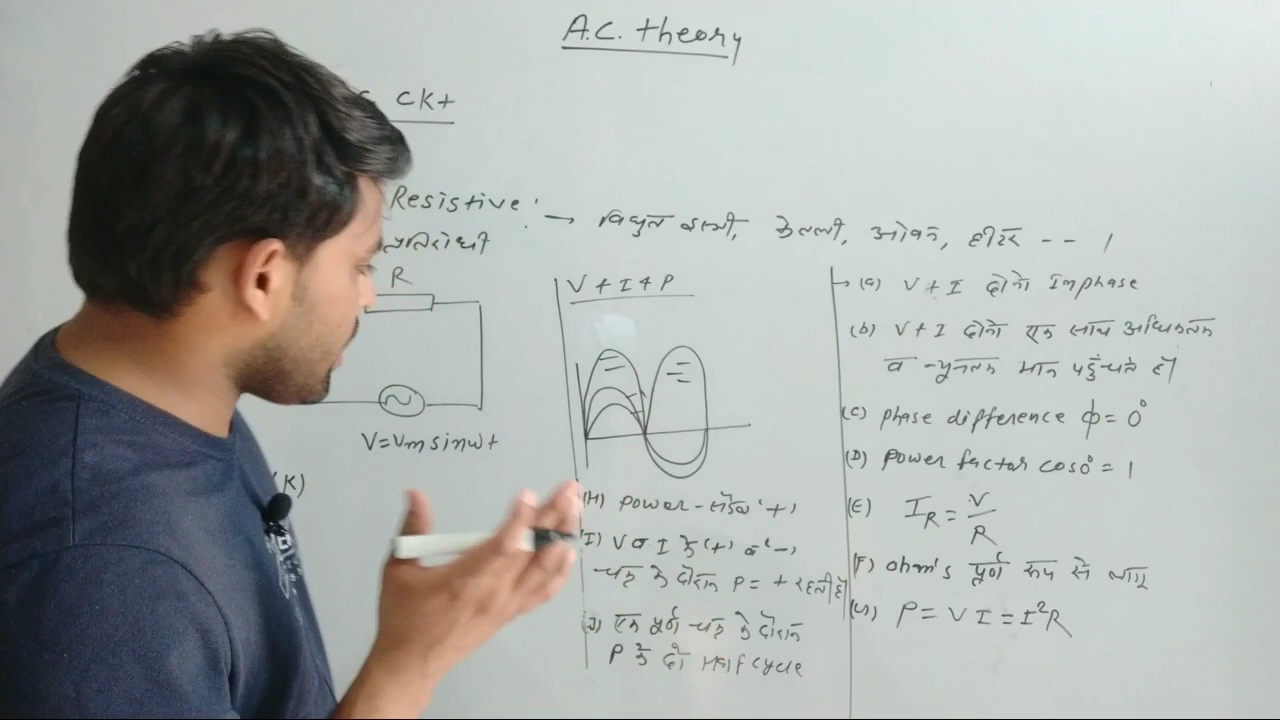 A.C. theory
CKt
Resistive :→ विधुत इस्त्री, केतली, ओवन, हीटर -- ।
प्रतिरोधी
R
V = Vm sinωt
(K)
V + I + P
(H) power - सदैव '+'
(I) V व I के (+) व '-'
चक्र के दौरान P = + रहती है
(J) एक पूर्ण चक्र के दौरान
P के दो Half cycle
→ (a) V + I दोनो Inphase
(b) V + I दोनो एक साथ अधिकतम
व न्यूनतम मान पहुँचते है।
(C) phase difference ϕ = 0°
(D) power factor cos0° = 1
(E) I_R = V/R
(F) ohm's पूर्ण रूप से लागू
(G) P = VI = I²R